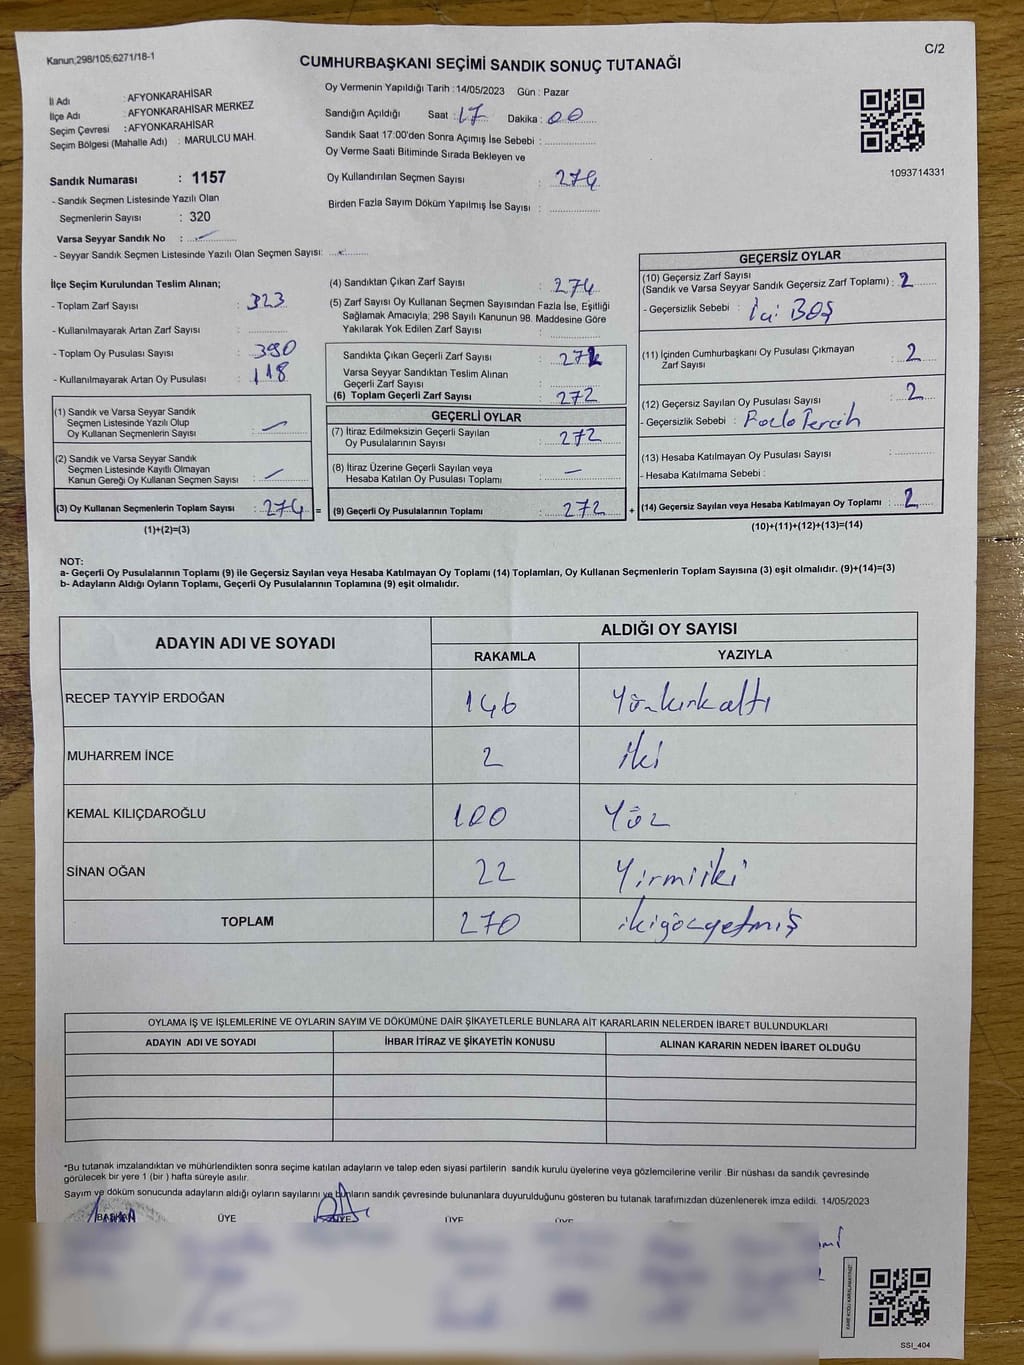 Kanun;298/105;6271/18-1
C/2
CUMHURBAŞKANI SEÇİMİ SANDIK SONUÇ TUTANAĞI
İl Adı : AFYONKARAHİSAR
İlçe Adı : AFYONKARAHİSAR MERKEZ
Seçim Çevresi : AFYONKARAHİSAR
Seçim Bölgesi (Mahalle Adı) : MARULCU MAH.
Sandık Numarası : 1157
- Sandık Seçmen Listesinde Yazılı Olan
Seçmenlerin Sayısı : 320
Varsa Seyyar Sandık No :
- Seyyar Sandık Seçmen Listesinde Yazılı Olan Seçmen Sayısı:
Oy Vermenin Yapıldığı Tarih : 14/05/2023 Gün : Pazar
Sandığın Açıldığı Saat : 17 Dakika : 00
Sandık Saat 17:00'den Sonra Açımış İse Sebebi :
Oy Verme Saati Bitiminde Sırada Bekleyen ve
Oy Kullandırılan Seçmen Sayısı : 274
Birden Fazla Sayım Döküm Yapılmış İse Sayısı :
1093714331
İlçe Seçim Kurulundan Teslim Alınan;
- Toplam Zarf Sayısı : 323
- Kullanılmayarak Artan Zarf Sayısı :
- Toplam Oy Pusulası Sayısı : 390
- Kullanılmayarak Artan Oy Pusulası : 118
(1) Sandık ve Varsa Seyyar Sandık
Seçmen Listesinde Yazılı Olup
Oy Kullanan Seçmenlerin Sayısı :
(2) Sandık ve Varsa Seyyar Sandık
Seçmen Listesinde Kayıtlı Olmayan
Kanun Gereği Oy Kullanan Seçmen Sayısı :
(3) Oy Kullanan Seçmenlerin Toplam Sayısı : 274 =
(1)+(2)=(3)
(4) Sandıktan Çıkan Zarf Sayısı : 274
(5) Zarf Sayısı Oy Kullanan Seçmen Sayısından Fazla İse, Eşitliği
Sağlamak Amacıyla; 298 Sayılı Kanunun 98. Maddesine Göre
Yakılarak Yok Edilen Zarf Sayısı :
Sandıkta Çıkan Geçerli Zarf Sayısı : 272
Varsa Seyyar Sandıktan Teslim Alınan
Geçerli Zarf Sayısı :
(6) Toplam Geçerli Zarf Sayısı : 272
GEÇERLİ OYLAR
(7) İtiraz Edilmeksizin Geçerli Sayılan
Oy Pusulalarının Sayısı : 272
(8) İtiraz Üzerine Geçerli Sayılan veya
Hesaba Katılan Oy Pusulası Toplamı : —
(9) Geçerli Oy Pusulalarının Toplamı : 272 +
GEÇERSİZ OYLAR
(10) Geçersiz Zarf Sayısı
(Sandık ve Varsa Seyyar Sandık Geçersiz Zarf Toplamı) : 2
- Geçersizlik Sebebi : İçi BOŞ
(11) İçinden Cumhurbaşkanı Oy Pusulası Çıkmayan
Zarf Sayısı : 2
(12) Geçersiz Sayılan Oy Pusulası Sayısı : 2
- Geçersizlik Sebebi : Fazla Tercih
(13) Hesaba Katılmayan Oy Pusulası Sayısı :
- Hesaba Katılmama Sebebi :
(14) Geçersiz Sayılan veya Hesaba Katılmayan Oy Toplamı : 2
(10)+(11)+(12)+(13)=(14)
NOT:
a- Geçerli Oy Pusulalarının Toplamı (9) ile Geçersiz Sayılan veya Hesaba Katılmayan Oy Toplamı (14) Toplamları, Oy Kullanan Seçmenlerin Toplam Sayısına (3) eşit olmalıdır. (9)+(14)=(3)
b- Adayların Aldığı Oyların Toplamı, Geçerli Oy Pusulalarının Toplamına (9) eşit olmalıdır.
ADAYIN ADI VE SOYADI
ALDIĞI OY SAYISI
RAKAMLA YAZIYLA
RECEP TAYYİP ERDOĞAN 146 Yüzkırkaltı
MUHARREM İNCE 2 iki
KEMAL KILIÇDAROĞLU 100 Yüz
SİNAN OĞAN 22 Yirmiiki
TOPLAM 270 ikiyüzyetmiş
OYLAMA İŞ VE İŞLEMLERİNE VE OYLARIN SAYIM VE DÖKÜMÜNE DAİR ŞİKAYETLERLE BUNLARA AİT KARARLARIN NELERDEN İBARET BULUNDUKLARI
ADAYIN ADI VE SOYADI İHBAR İTİRAZ VE ŞİKAYETİN KONUSU ALINAN KARARIN NEDEN İBARET OLDUĞU
*Bu tutanak imzalandıktan ve mühürlendikten sonra seçime katılan adayların ve talep eden siyasi partilerin sandık kurulu üyelerine veya gözlemcilerine verilir .Bir nüshası da sandık çevresinde
görülecek bir yere 1 (bir ) hafta süreyle asılır.
Sayım ve döküm sonucunda adayların aldığı oyların sayılarını ve bunların sandık çevresinde bulunanlara duyurulduğunu gösteren bu tutanak tarafımızdan düzenlenerek imza edildi. 14/05/2023
BAŞKAN ÜYE ÜYE ÜYE ÜYE
SSI_404